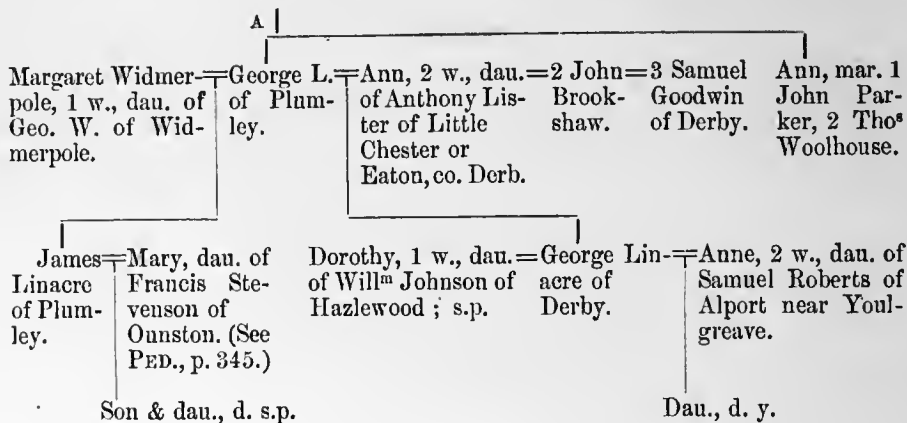 A
Margaret Widmer-
pole, 1 w., dau. of
Geo. W. of Wid-
merpole.
George L.
of Plum-
ley.
Ann, 2 w., dau.
of Anthony Lis-
ter of Little
Chester or
Eaton, co. Derb.
2 John
Brook-
shaw.
3 Samuel
Goodwin
of Derby.
Ann, mar. 1
John Par-
ker, 2 Thoˢ
Woolhouse.
James
Linacre
of Plum-
ley.
Mary, dau. of
Francis Ste-
venson of
Ounston. (See
PED., p. 345.)
Dorothy, 1 w., dau.
of Willᵐ Johnson of
Hazlewood ; s.p.
George Lin-
acre of
Derby.
Anne, 2 w., dau. of
Samuel Roberts of
Alport near Youl-
greave.
Son & dau., d. s.p.
Dau., d. y.